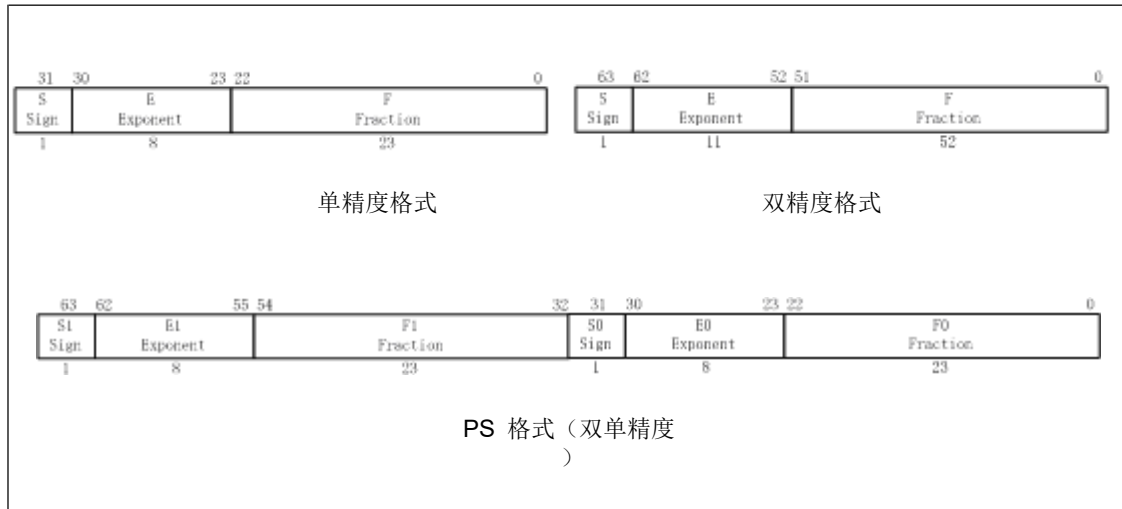 31 30 23 22 0 63 62 52 51 0
S E F S E F
Sign Exponent Fraction Sign Exponent Fraction
1 8 23 1 11 52
单精度格式 双精度格式
63 62 55 54 32 31 30 23 22 0
S1 E1 F1 S0 E0 F0
Sign Exponent Fraction Sign Exponent Fraction
1 8 23 1 8 23
PS 格式（双单精度
）